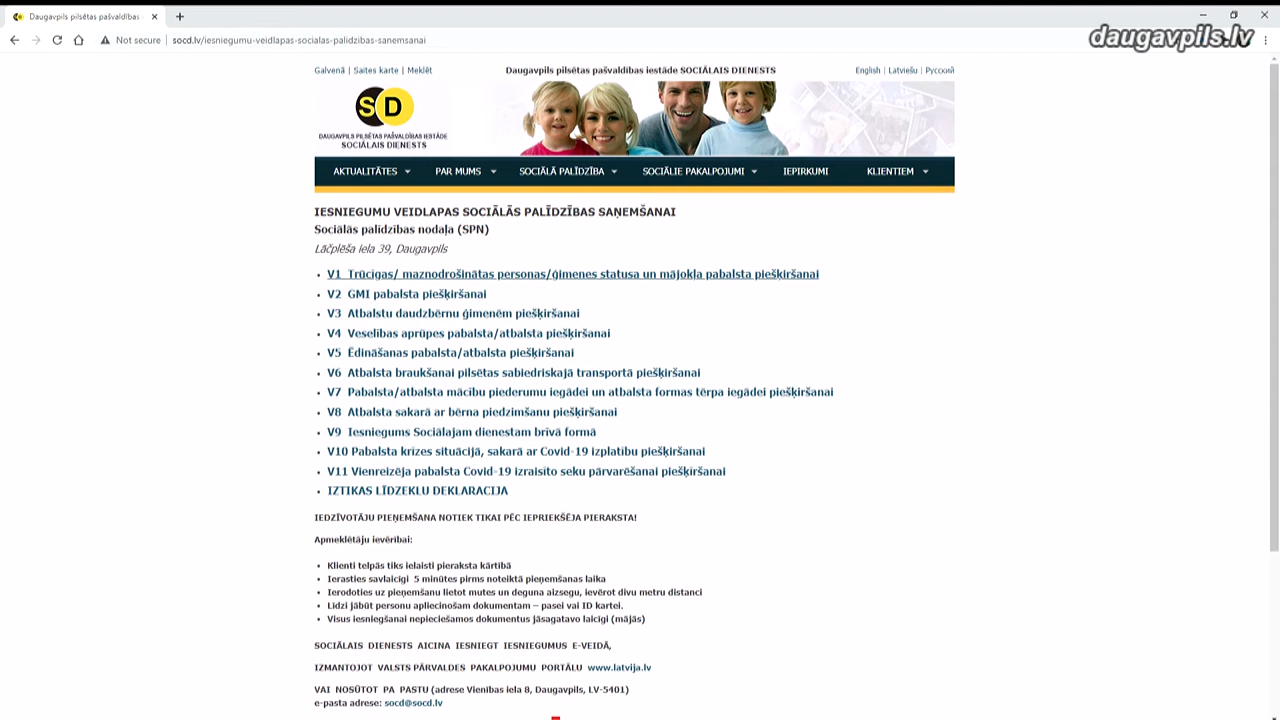 Daugavpils pilsētas pašvaldības
daugavpils.lv
Not secure | socd.lv/iesniegumu-veidlapas-socialas-palidzibas-sanemsanai
Galvenā | Saites karte | Meklēt
Daugavpils pilsētas pašvaldības iestāde SOCIĀLAIS DIENESTS
English | Latviešu | Русский
SD
DAUGAVPILS PILSĒTAS PAŠVALDĪBAS IESTĀDE
SOCIĀLAIS DIENESTS
AKTUALITĀTES PAR MUMS SOCIĀLĀ PALĪDZĪBA SOCIĀLIE PAKALPOJUMI IEPIRKUMI KLIENTIEM
IESNIEGUMU VEIDLAPAS SOCIĀLĀS PALĪDZĪBAS SAŅEMŠANAI
Sociālās palīdzības nodaļa (SPN)
Lāčplēša iela 39, Daugavpils
• V1 Trūcīgas/ maznodrošinātas personas/ģimenes statusa un mājokļa pabalsta piešķiršanai
• V2 GMI pabalsta piešķiršanai
• V3 Atbalstu daudzbērnu ģimenēm piešķiršanai
• V4 Veselības aprūpes pabalsta/atbalsta piešķiršanai
• V5 Ēdināšanas pabalsta/atbalsta piešķiršanai
• V6 Atbalsta braukšanai pilsētas sabiedriskajā transportā piešķiršanai
• V7 Pabalsta/atbalsta mācību piederumu iegādei un atbalsta formas tērpa iegādei piešķiršanai
• V8 Atbalsta sakarā ar bērna piedzimšanu piešķiršanai
• V9 Iesniegums Sociālajam dienestam brīvā formā
• V10 Pabalsta krīzes situācijā, sakarā ar Covid-19 izplatību piešķiršanai
• V11 Vienreizēja pabalsta Covid-19 izraisīto seku pārvarēšanai piešķiršanai
• IZTIKAS LĪDZEKĻU DEKLARĀCIJA
IEDZĪVOTĀJU PIEŅEMŠANA NOTIEK TIKAI PĒC IEPRIEKŠĒJA PIERAKSTA!
Apmeklētāju ievērībai:
• Klienti telpās tiks ielaisti pieraksta kārtībā
• Ierasties savlaicīgi 5 minūtes pirms noteiktā pieņemšanas laika
• Ierodoties uz pieņemšanu lietot mutes un deguna aizsegu, ievērot divu metru distanci
• Līdzi jābūt personu apliecinošam dokumentam – pasei vai ID kartei.
• Visus iesniegšanai nepieciešamos dokumentus jāsagatavo laicīgi (mājās)
SOCIĀLAIS DIENESTS AICINA IESNIEGT IESNIEGUMUS E-VEIDĀ,
IZMANTOJOT VALSTS PĀRVALDES PAKALPOJUMU PORTĀLU www.latvija.lv
VAI NOSŪTOT PA PASTU (adrese Vienības iela 8, Daugavpils, LV-5401)
e-pasta adrese: socd@socd.lv